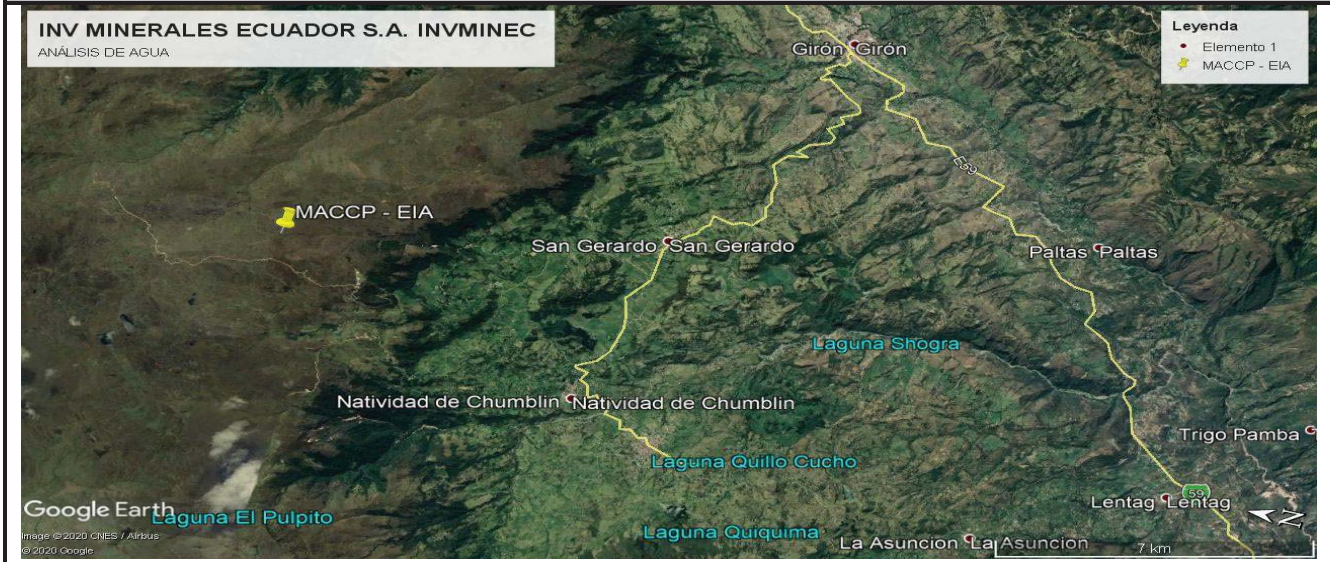 INV MINERALES ECUADOR S.A. INVMINEC
ANÁLISIS DE AGUA
Leyenda
Elemento 1
MACCP - EIA
Girón Girón
E59
MACCP - EIA
San Gerardo San Gerardo
Paltas Paltas
Laguna Shogra
Natividad de Chumblin Natividad de Chumblin
Trigo Pamba
Laguna Quillo Cucho
59
Lentag Lentag
Google Earth
Laguna El Pulpito
N
Laguna Quiquima
La Asuncion La Asuncion
7 km
Image © 2020 CNES / Airbus
© 2020 Google